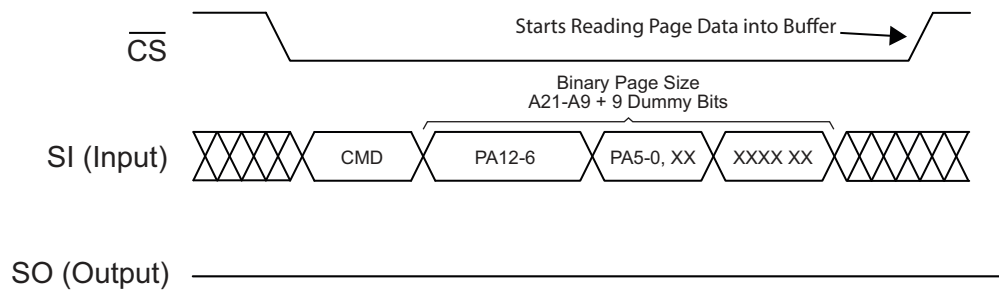 Starts Reading Page Data into Buffer
CS
Binary Page Size
A21-A9 + 9 Dummy Bits
SI (Input)
CMD
PA12-6
PA5-0, XX
XXXX XX
SO (Output)